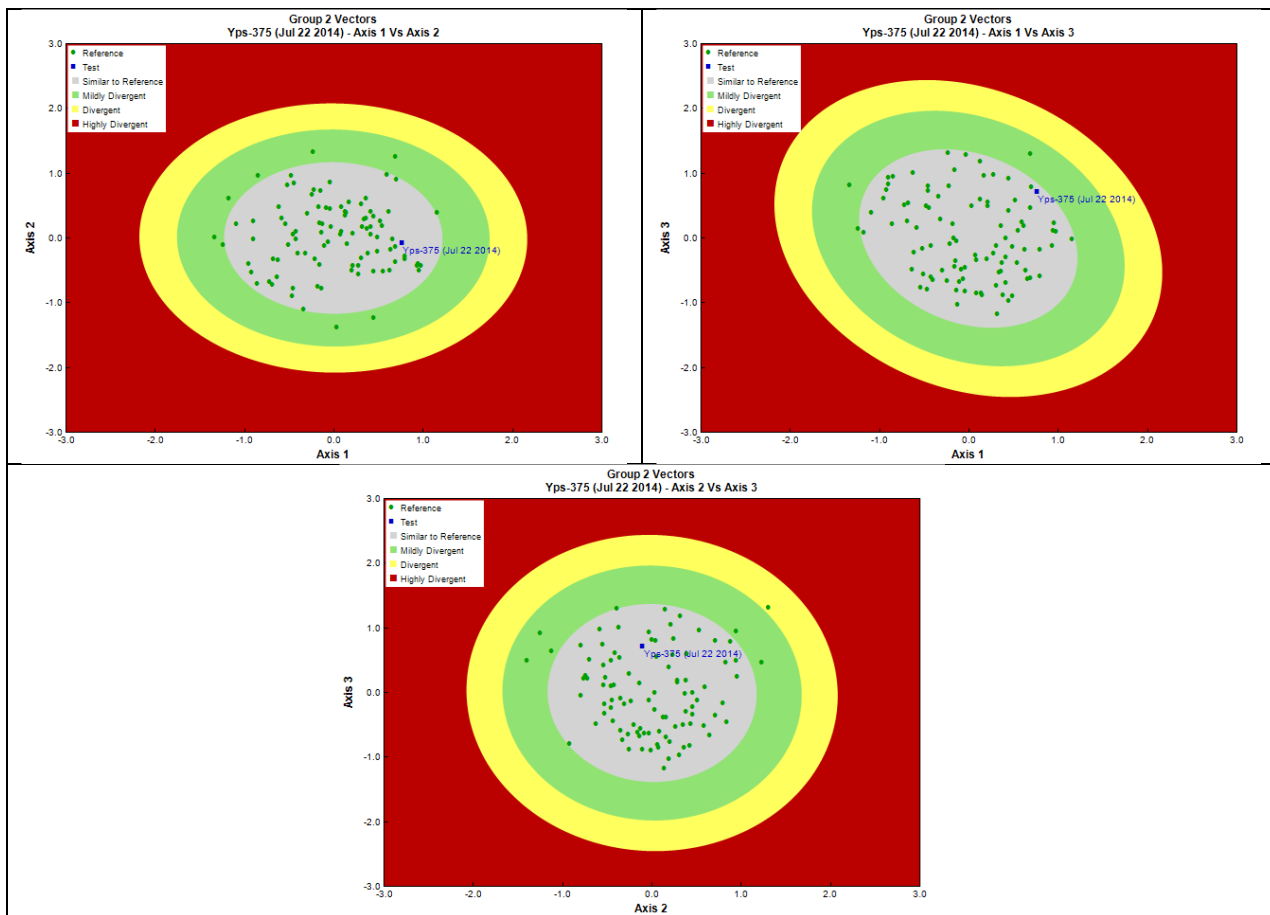 Group 2 Vectors
Yps-375 (Jul 22 2014) - Axis 1 Vs Axis 2
3.0
Reference
Test
Similar to Reference
Mildly Divergent
Divergent
Highly Divergent
2.0
1.0
Axis 2
0.0
Yps-375 (Jul 22 2014)
-1.0
-2.0
-3.0
-3.0 -2.0 -1.0 0.0 1.0 2.0 3.0
Axis 1
Group 2 Vectors
Yps-375 (Jul 22 2014) - Axis 1 Vs Axis 3
3.0
Reference
Test
Similar to Reference
Mildly Divergent
Divergent
Highly Divergent
2.0
1.0
Yps-375 (Jul 22 2014)
Axis 3
0.0
-1.0
-2.0
-3.0
-3.0 -2.0 -1.0 0.0 1.0 2.0 3.0
Axis 1
Group 2 Vectors
Yps-375 (Jul 22 2014) - Axis 2 Vs Axis 3
3.0
Reference
Test
Similar to Reference
Mildly Divergent
Divergent
Highly Divergent
2.0
1.0
Yps-375 (Jul 22 2014)
Axis 3
0.0
-1.0
-2.0
-3.0
-3.0 -2.0 -1.0 0.0 1.0 2.0 3.0
Axis 2